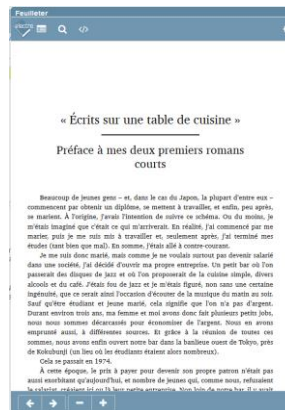 Feuilleter
« Écrits sur une table de cuisine »
Préface à mes deux premiers romans
courts
Beaucoup de jeunes gens – et, dans le cas du Japon, la plupart d'entre eux –
commencent par obtenir un diplôme, se mettent à travailler, et enfin, peu après,
se marient. À l'origine, j'avais l'intention de suivre ce schéma. Ou du moins, je
m'étais imaginé que c'était ce qui m'arriverait. En réalité, j'ai commencé par me
marier, puis je me suis mis à travailler et, seulement après, j'ai terminé mes
études (tant bien que mal). En somme, j'étais allé à contre-courant.
Je me suis donc marié, mais comme je ne voulais surtout pas devenir salarié
dans une société, j'ai décidé d'ouvrir ma propre entreprise. Un petit bar où l'on
passerait des disques de jazz et où l'on proposerait de la cuisine simple, divers
alcools et du café. J'étais fou de jazz et je m'étais figuré, non sans une certaine
ingénuité, que ce serait ainsi l'occasion d'écouter de la musique du matin au soir.
Sauf qu'être étudiant et jeune marié, cela signifie que l'on n'a pas d'argent.
Durant environ trois ans, ma femme et moi avons donc fait plusieurs petits jobs,
nous nous sommes décarcassés pour économiser de l'argent. Nous en avons
emprunté aussi, à différentes sources. Et grâce à la réunion de toutes ces
sommes, nous avons enfin ouvert notre bar dans la banlieue ouest de Tokyo, près
de Kokubunji (un lieu où les étudiants étaient alors nombreux).
Cela se passait en 1974.
À cette époque, le prix à payer pour devenir son propre patron n'était pas
aussi exorbitant qu'aujourd'hui, et nombre de jeunes qui, comme nous, refusaient